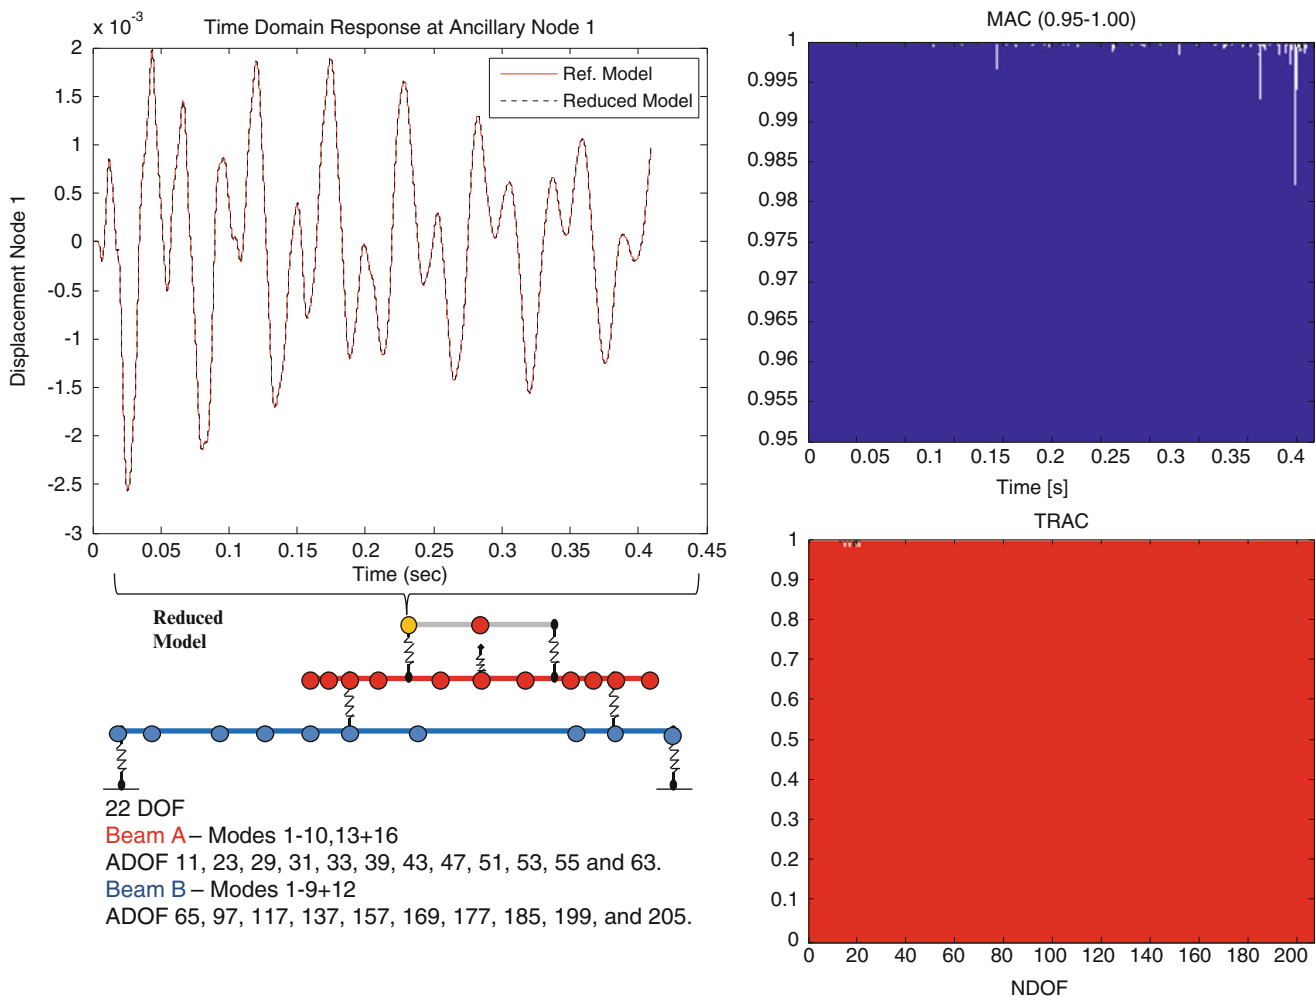 x 10⁻³
Time Domain Response at Ancillary Node 1
2
1.5
1
0.5
0
-0.5
-1
-1.5
-2
-2.5
-3
Displacement Node 1
Ref. Model
Reduced Model
0 0.05 0.1 0.15 0.2 0.25 0.3 0.35 0.4 0.45
Time (sec)
MAC (0.95-1.00)
1
0.995
0.99
0.985
0.98
0.975
0.97
0.965
0.96
0.955
0.95
0 0.05 0.1 0.15 0.2 0.25 0.3 0.35 0.4
Time [s]
Reduced
Model
22 DOF
Beam A – Modes 1-10,13+16
ADOF 11, 23, 29, 31, 33, 39, 43, 47, 51, 53, 55 and 63.
Beam B – Modes 1-9+12
ADOF 65, 97, 117, 137, 157, 169, 177, 185, 199, and 205.
TRAC
1
0.9
0.8
0.7
0.6
0.5
0.4
0.3
0.2
0.1
0
0 20 40 60 80 100 120 140 160 180 200
NDOF